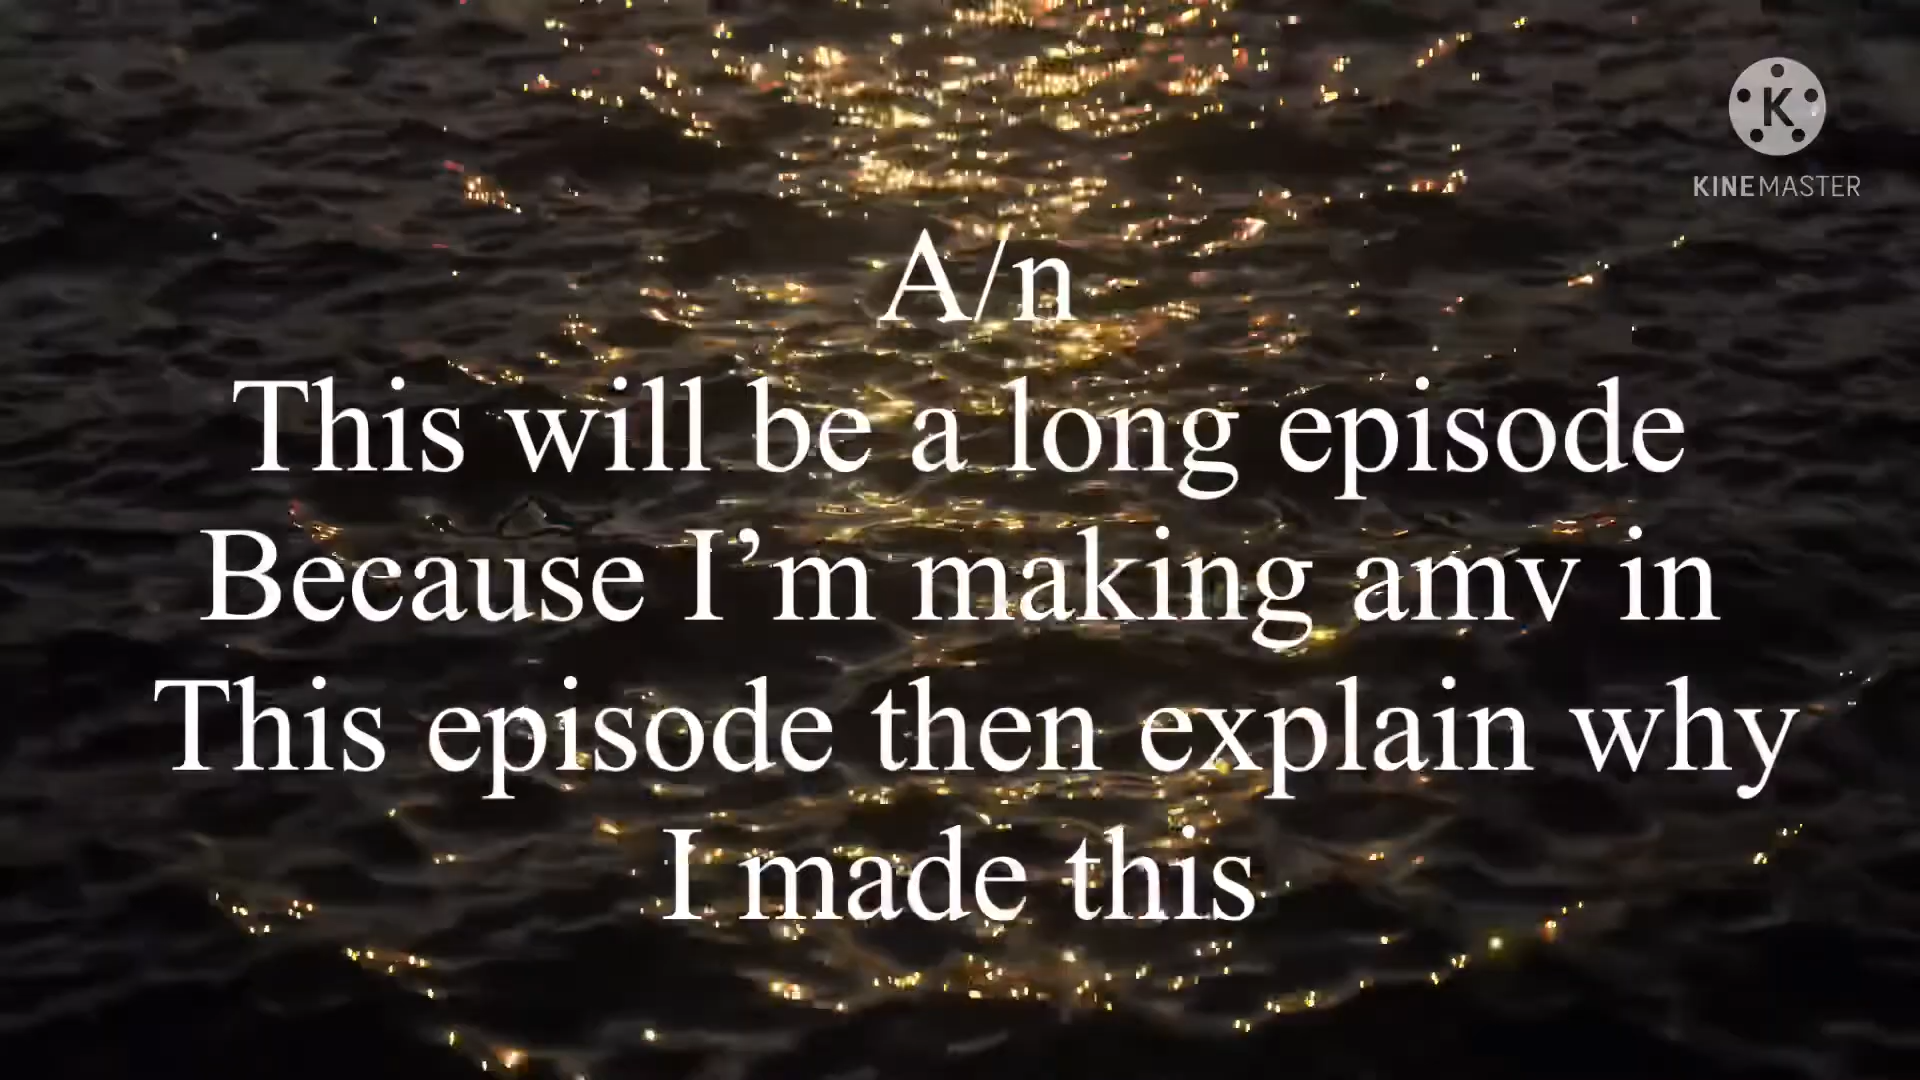 K
KINEMASTER
A/n
This will be a long episode
Because I’m making amv in
This episode then explain why
I made this